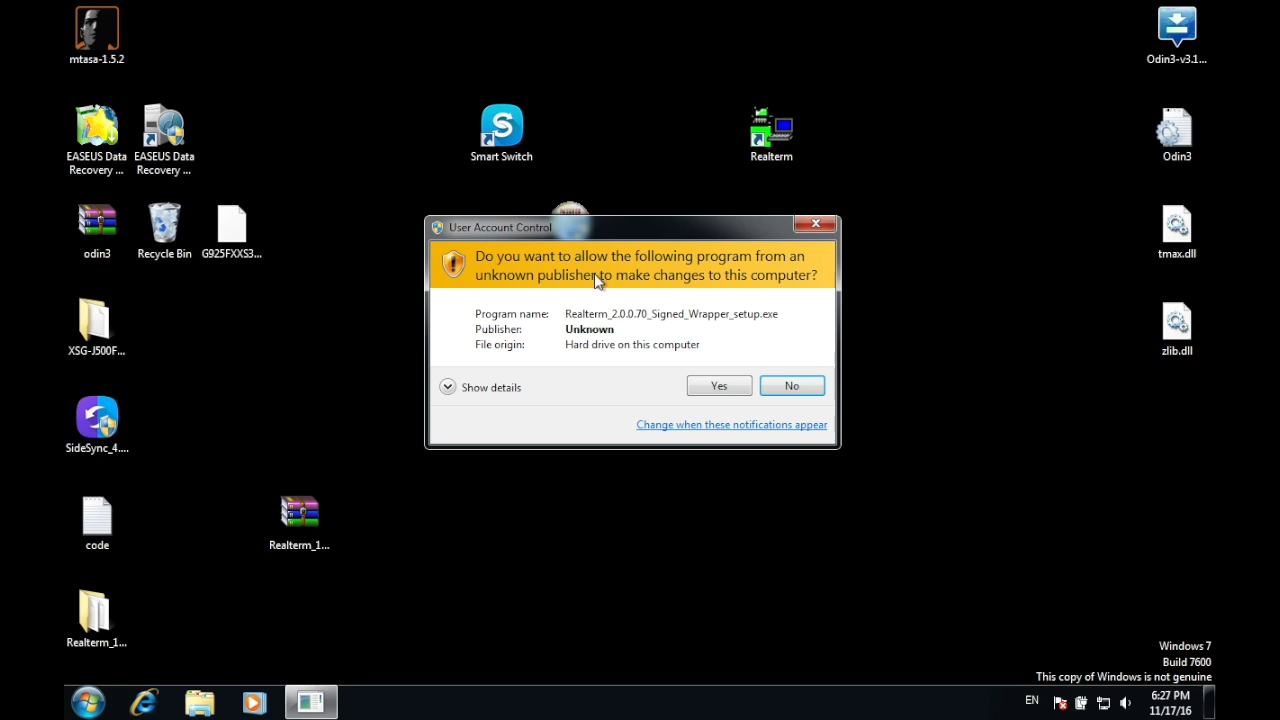 mtasa-1.5.2
Odin3-v3.1...
EASEUS Data
Recovery ...
EASEUS Data
Recovery ...
Smart Switch
Realterm
Odin3
odin3
Recycle Bin
G925FXXS3...
tmax.dll
User Account Control
Do you want to allow the following program from an
unknown publisher to make changes to this computer?
Program name: Realterm_2.0.0.70_Signed_Wrapper_setup.exe
Publisher: Unknown
File origin: Hard drive on this computer
XSG-J500F...
zlib.dll
Show details
Yes
No
Change when these notifications appear
SideSync_4....
code
Realterm_1...
Realterm_1...
Windows 7
Build 7600
This copy of Windows is not genuine
EN
6:27 PM
11/17/16